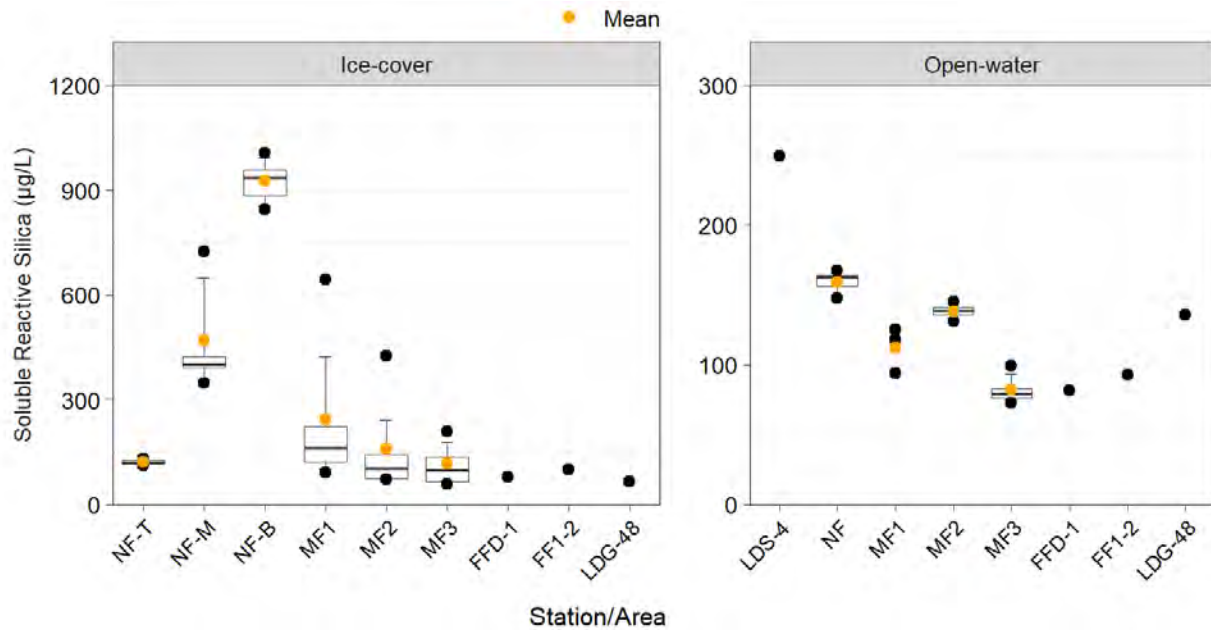 Mean
Ice-cover
Open-water
Soluble Reactive Silica (µg/L)
1200
900
600
300
0
NF-T
NF-M
NF-B
MF1
MF2
MF3
FFD-1
FF1-2
LDG-48
300
200
100
0
LDS-4
NF
MF1
MF2
MF3
FFD-1
FF1-2
LDG-48
Station/Area